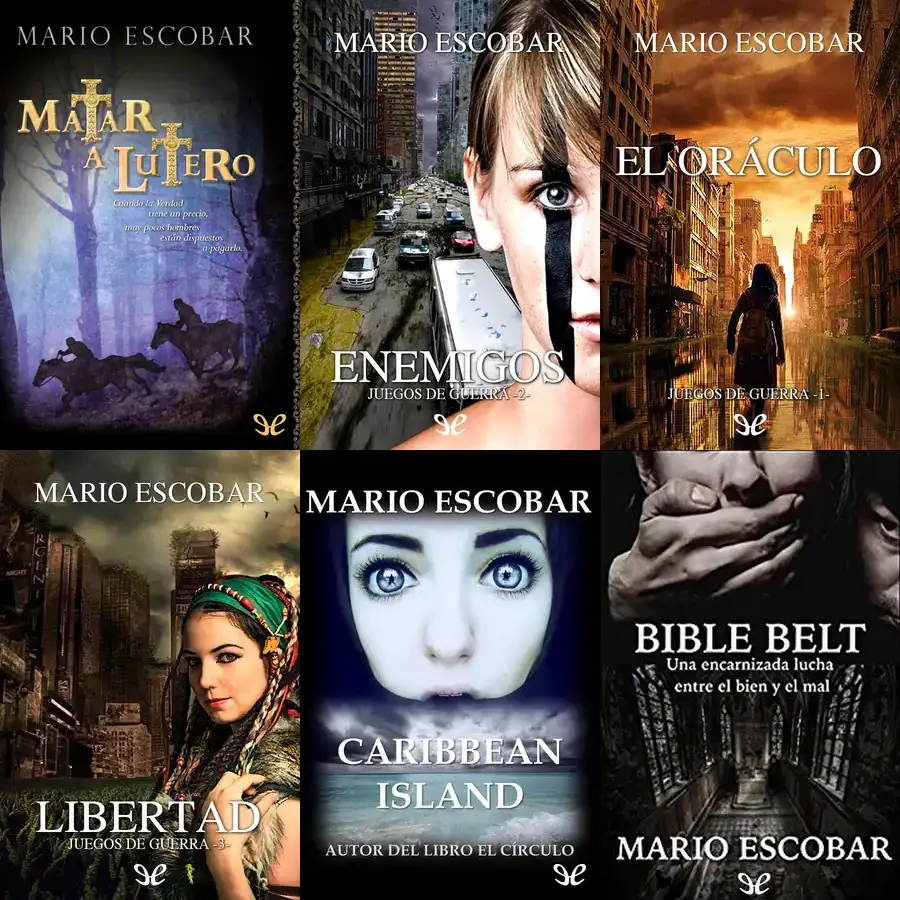 MARIO ESCOBAR
MATAR
A LUTERO
Cuando la Verdad
tiene un precio,
muy pocos hombres
están dispuestos
a pagarlo.
MARIO ESCOBAR
ENEMIGOS
JUEGOS DE GUERRA -2-
MARIO ESCOBAR
EL ORÁCULO
JUEGOS DE GUERRA -1-
MARIO ESCOBAR
LIBERTAD
JUEGOS DE GUERRA -3-
MARIO ESCOBAR
CARIBBEAN
ISLAND
AUTOR DEL LIBRO EL CÍRCULO
BIBLE BELT
Una encarnizada lucha
entre el bien y el mal
MARIO ESCOBAR